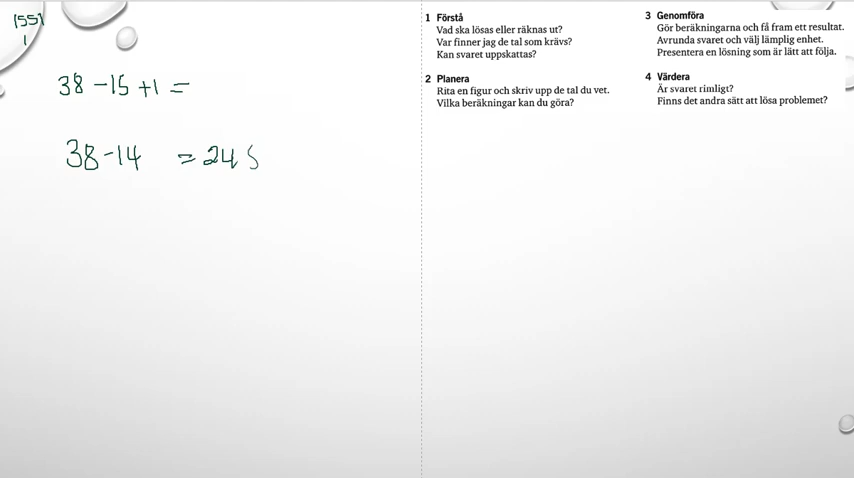 1551
1
38 - 15 + 1 =
38 - 14 = 24 S
1 Förstå
Vad ska lösas eller räknas ut?
Var finner jag de tal som krävs?
Kan svaret uppskattas?
2 Planera
Rita en figur och skriv upp de tal du vet.
Vilka beräkningar kan du göra?
3 Genomföra
Gör beräkningarna och få fram ett resultat.
Avrunda svaret och välj lämplig enhet.
Presentera en lösning som är lätt att följa.
4 Värdera
Är svaret rimligt?
Finns det andra sätt att lösa problemet?